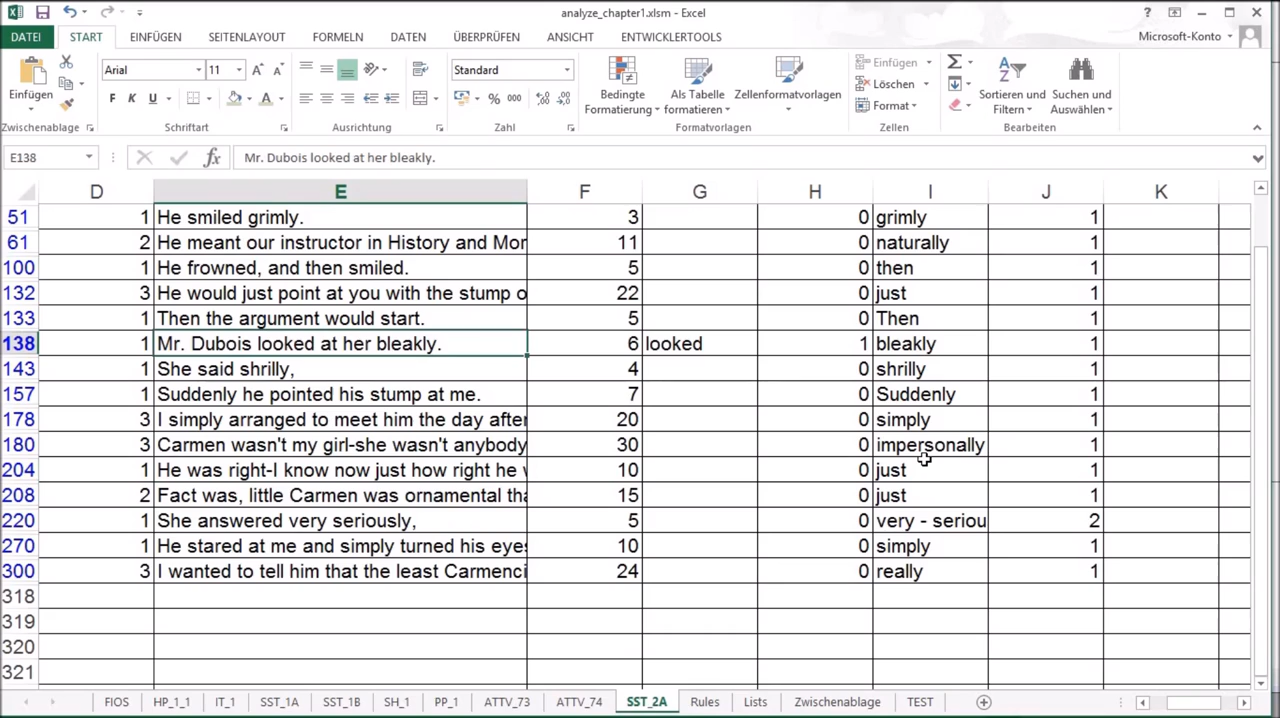 analyze_chapter1.xlsm - Excel
DATEI START EINFÜGEN SEITENLAYOUT FORMELN DATEN ÜBERPRÜFEN ANSICHT ENTWICKLERTOOLS Microsoft-Konto
Einfügen
Arial 11
F K U
Standard
% 000
Bedingte Formatierung
Als Tabelle formatieren
Zellenformatvorlagen
Einfügen
Löschen
Format
Sortieren und Filtern
Suchen und Auswählen
Zwischenablage Schriftart Ausrichtung Zahl Formatvorlagen Zellen Bearbeiten
E138 fx Mr. Dubois looked at her bleakly.
D E F G H I J K
51 1 He smiled grimly. 3 0 grimly 1
61 2 He meant our instructor in History and Mor 11 0 naturally 1
100 1 He frowned, and then smiled. 5 0 then 1
132 3 He would just point at you with the stump o 22 0 just 1
133 1 Then the argument would start. 5 0 Then 1
138 1 Mr. Dubois looked at her bleakly. 6 looked 1 bleakly 1
143 1 She said shrilly, 4 0 shrilly 1
157 1 Suddenly he pointed his stump at me. 7 0 Suddenly 1
178 3 I simply arranged to meet him the day after 20 0 simply 1
180 3 Carmen wasn't my girl-she wasn't anybody 30 0 impersonally 1
204 1 He was right-I know now just how right he w 10 0 just 1
208 2 Fact was, little Carmen was ornamental tha 15 0 just 1
220 1 She answered very seriously, 5 0 very - seriou 2
270 1 He stared at me and simply turned his eyes 10 0 simply 1
300 3 I wanted to tell him that the least Carmenci 24 0 really 1
318
319
320
321
FIOS HP_1_1 IT_1 SST_1A SST_1B SH_1 PP_1 ATTV_73 ATTV_74 SST_2A Rules Lists Zwischenablage TEST